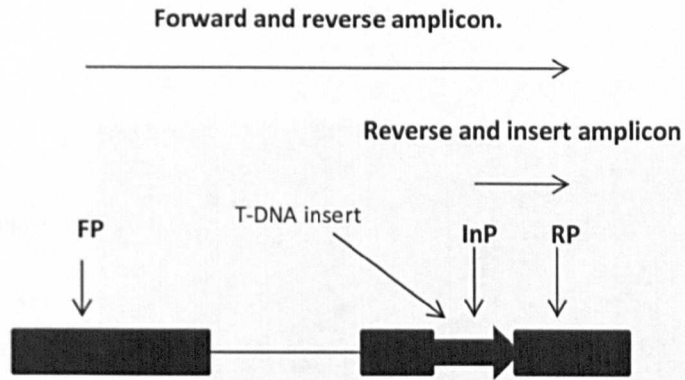 Forward and reverse amplicon.
Reverse and insert amplicon
T-DNA insert
FP
InP
RP